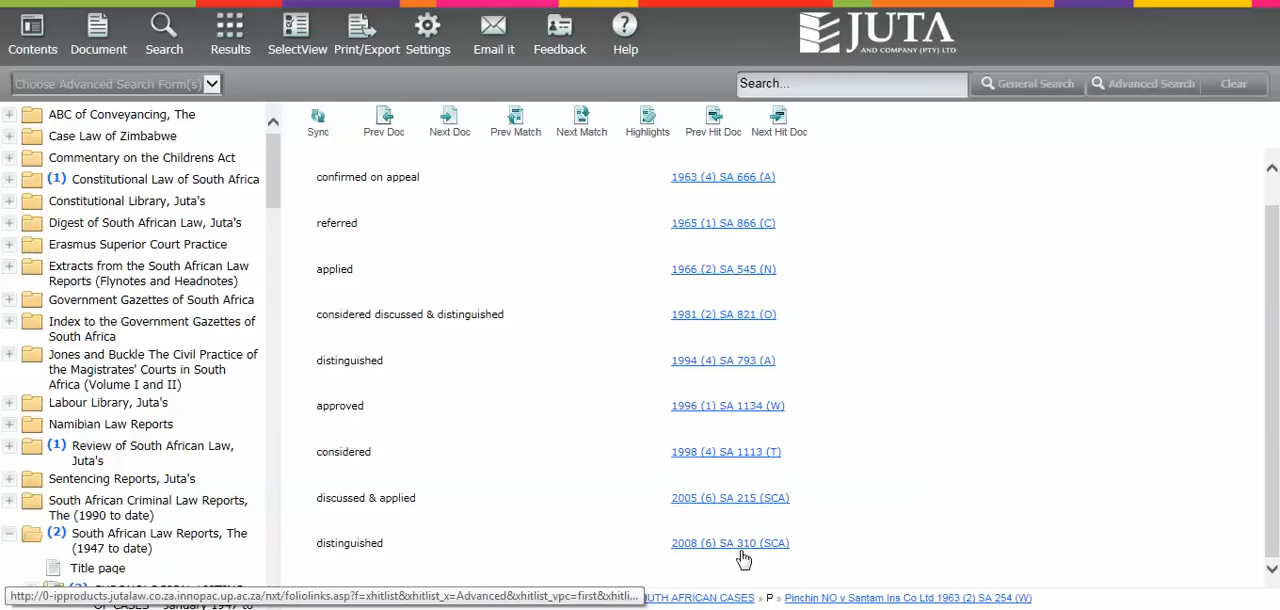 Contents Document Search Results SelectView Print/Export Settings Email it Feedback Help
JUTA
AND COMPANY (PTY) LTD
Choose Advanced Search Form(s) Search... General Search Advanced Search Clear
Sync Prev Doc Next Doc Prev Match Next Match Highlights Prev Hit Doc Next Hit Doc
ABC of Conveyancing, The
Case Law of Zimbabwe
Commentary on the Childrens Act
(1) Constitutional Law of South Africa
Constitutional Library, Juta's
Digest of South African Law, Juta's
Erasmus Superior Court Practice
Extracts from the South African Law
Reports (Flynotes and Headnotes)
Government Gazettes of South Africa
Index to the Government Gazettes of
South Africa
Jones and Buckle The Civil Practice of
the Magistrates' Courts in South
Africa (Volume I and II)
Labour Library, Juta's
Namibian Law Reports
(1) Review of South African Law,
Juta's
Sentencing Reports, Juta's
South African Criminal Law Reports,
The (1990 to date)
(2) South African Law Reports, The
(1947 to date)
Title page
confirmed on appeal 1963 (4) SA 666 (A)
referred 1965 (1) SA 866 (C)
applied 1966 (2) SA 545 (N)
considered discussed & distinguished 1981 (2) SA 821 (O)
distinguished 1994 (4) SA 793 (A)
approved 1996 (1) SA 1134 (W)
considered 1998 (4) SA 1113 (T)
discussed & applied 2005 (6) SA 215 (SCA)
distinguished 2008 (6) SA 310 (SCA)
http://0-ipproducts.jutalaw.co.za.innopac.up.ac.za/nxt/foliolinks.asp?f=xhitlist&xhitlist_x=Advanced&xhitlist_vpc=first&xhitli...
AFRICAN CASES » P » Pinchin NO v Santam Ins Co Ltd 1963 (2) SA 254 (W)
OF CASES - January 1947 to